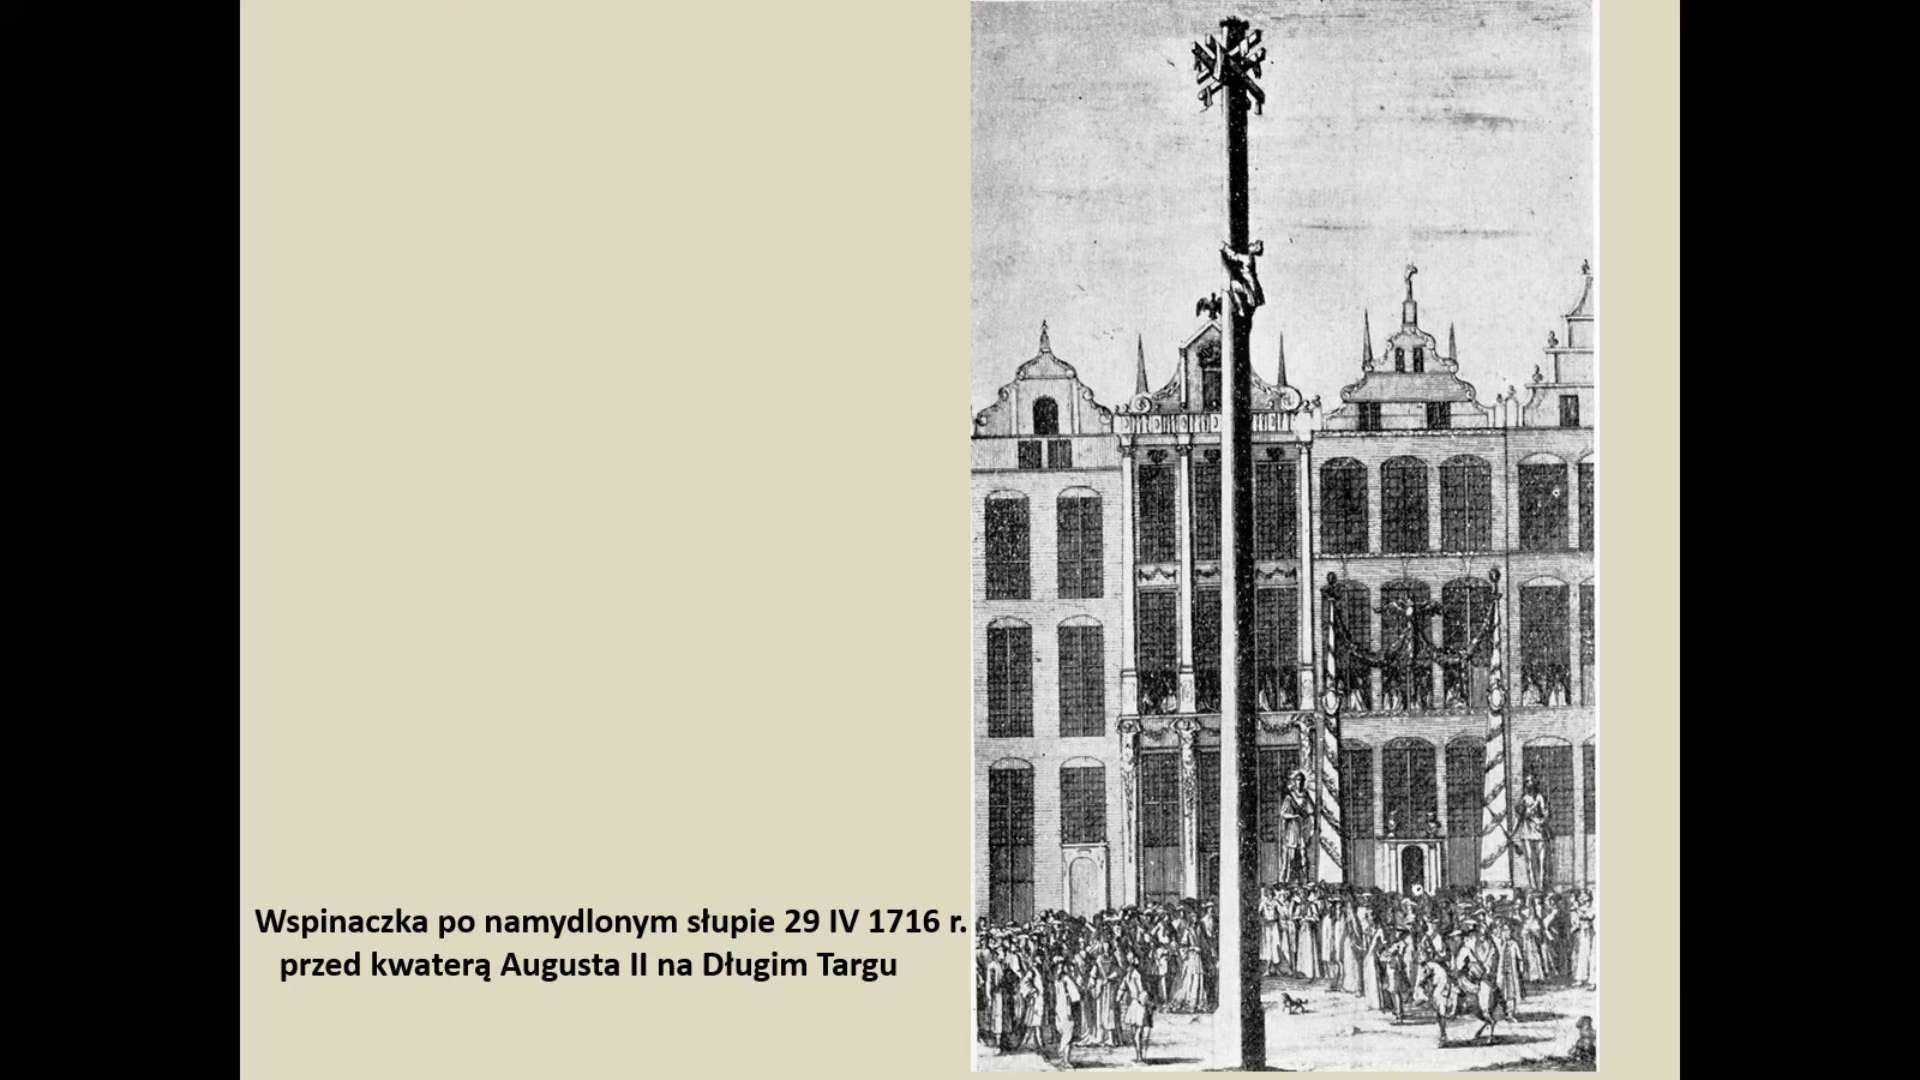 Wspinaczka po namydlonym słupie 29 IV 1716 r.
przed kwaterą Augusta II na Długim Targu